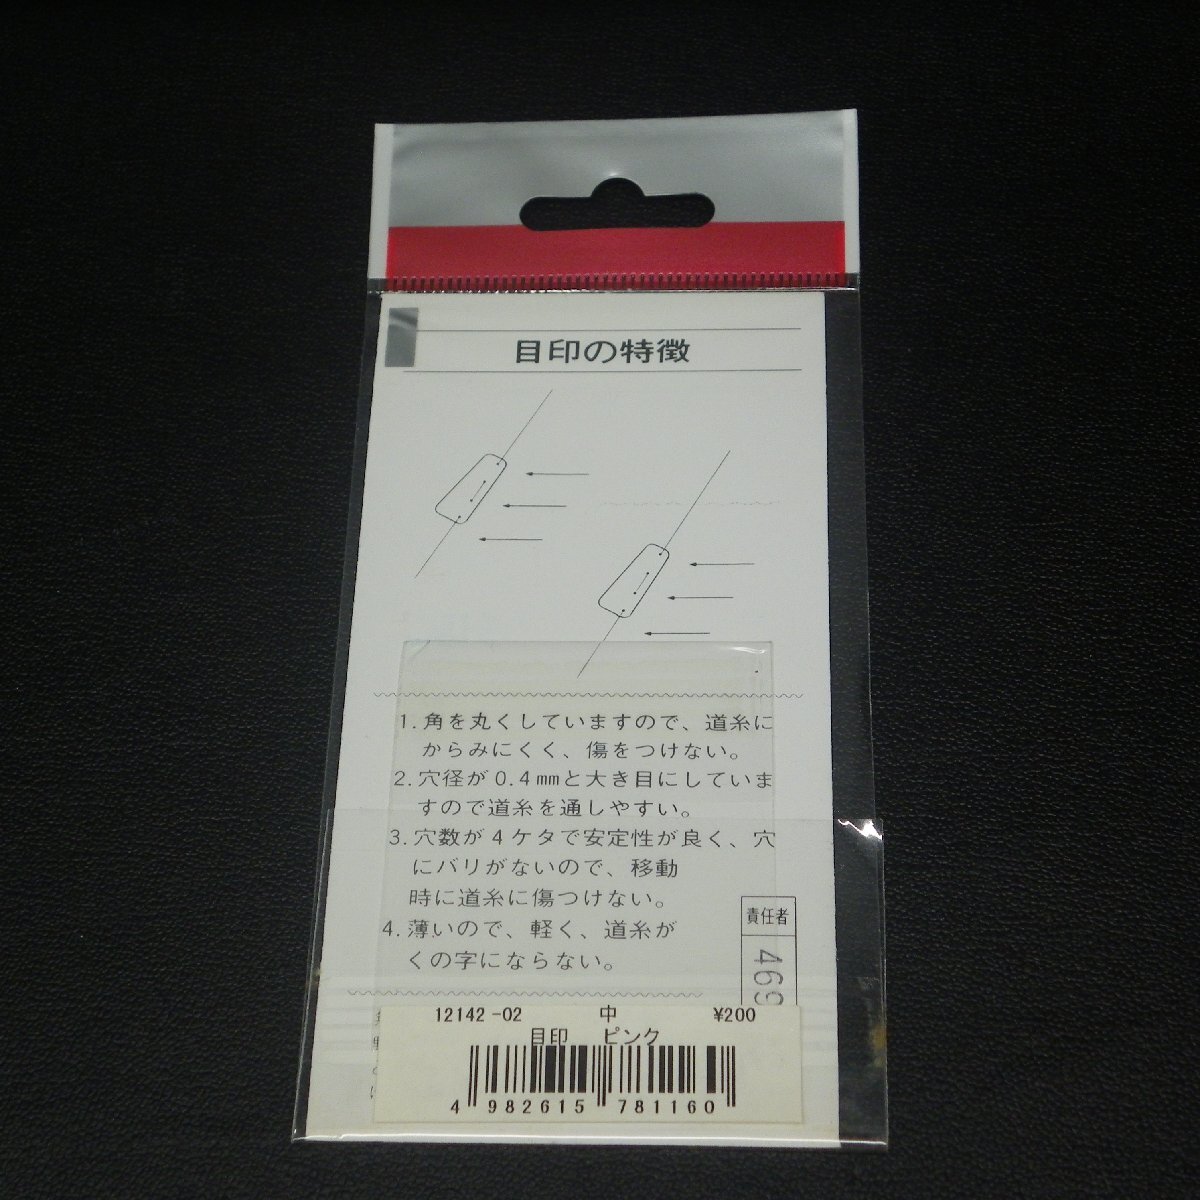 目印の特徴
1.角を丸くしていますので、道糸に
からみにくく、傷をつけない。
2.穴径が0.4mmと大き目にしていま
すので道糸を通しやすい。
3.穴数が4ケタで安定性が良く、穴
にバリがないので、移動
時に道糸に傷つけない。
4.薄いので、軽く、道糸が
くの字にならない。
責任者
469
12142-02 中 ¥200
目印 ピンク
4 982615 781160